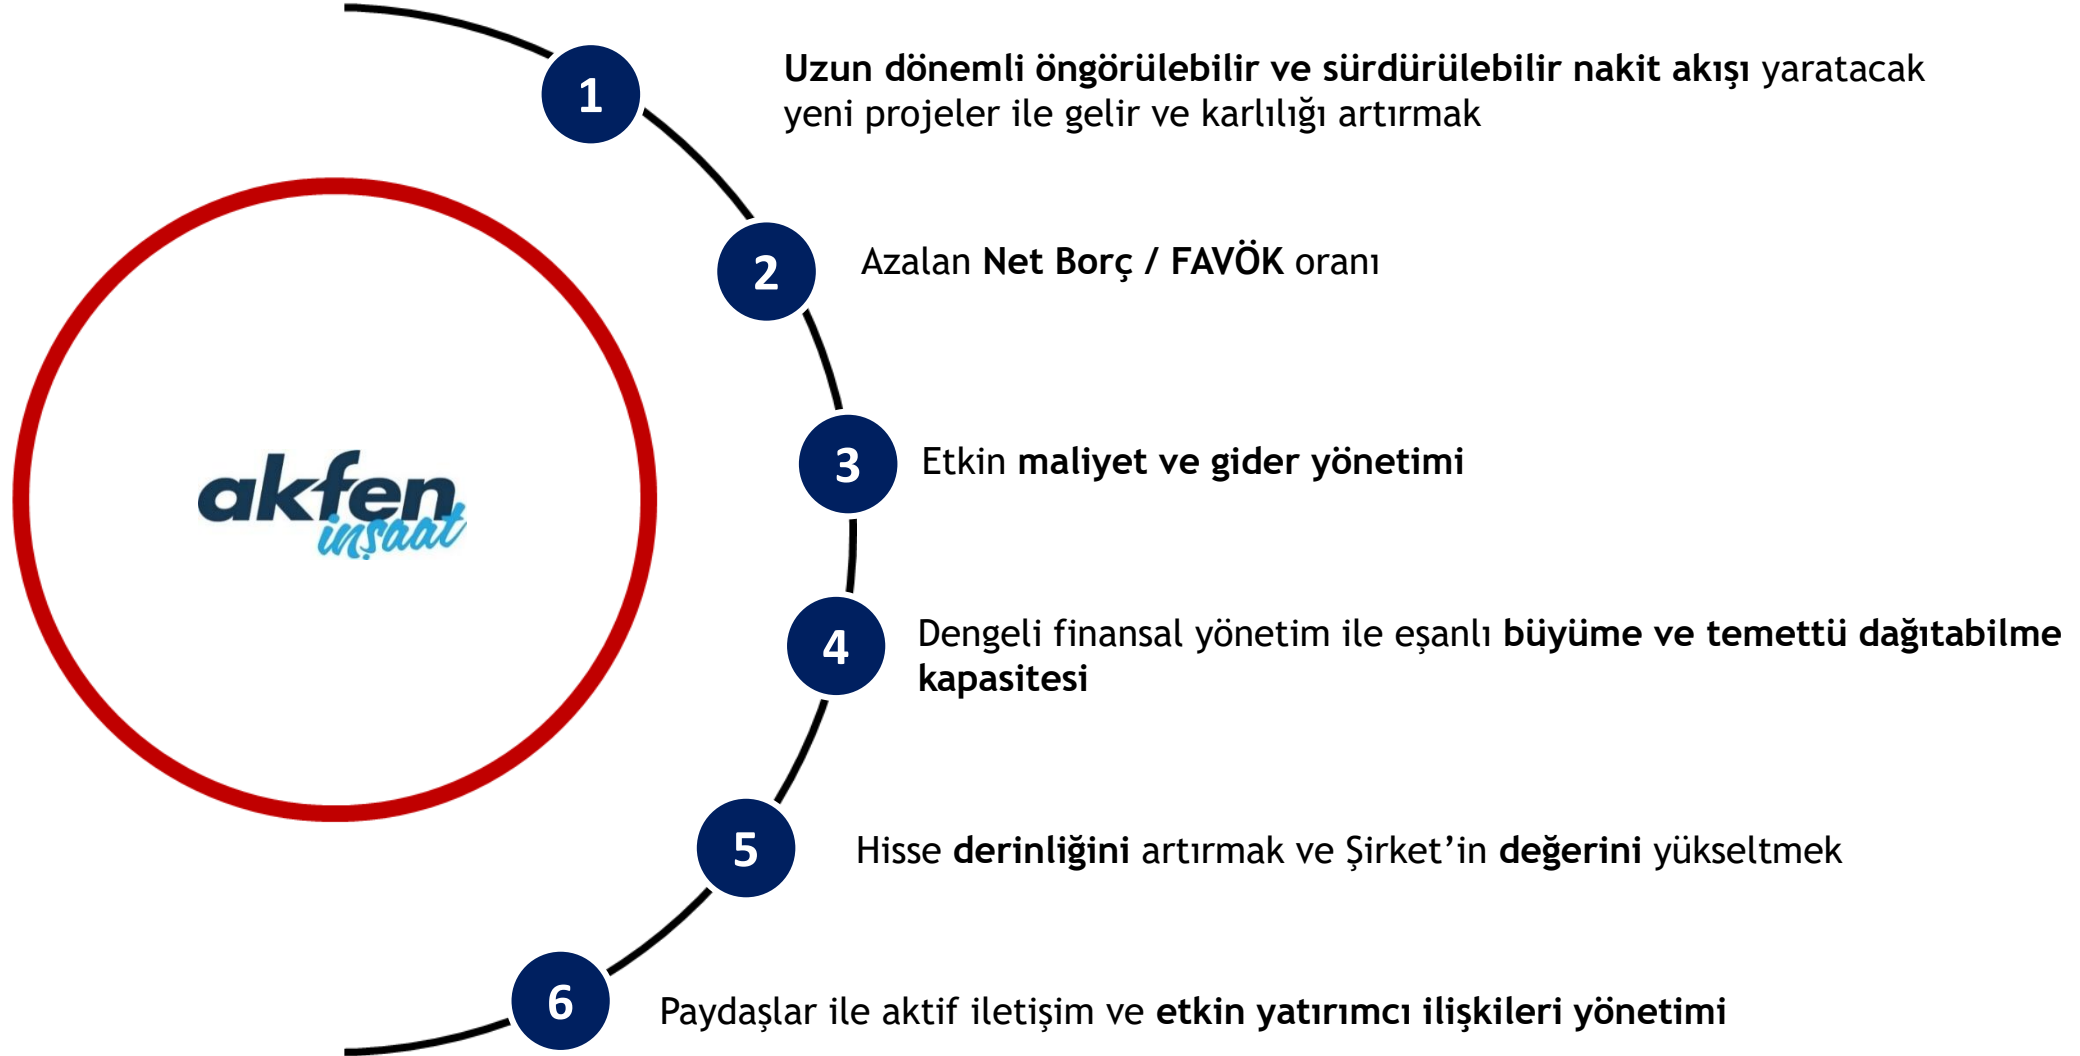 akfen
inşaat
1
Uzun dönemli öngörülebilir ve sürdürülebilir nakit akışı yaratacak
yeni projeler ile gelir ve karlılığı artırmak
2
Azalan Net Borç / FAVÖK oranı
3
Etkin maliyet ve gider yönetimi
4
Dengeli finansal yönetim ile eşanlı büyüme ve temettü dağıtabilme
kapasitesi
5
Hisse derinliğini artırmak ve Şirket’in değerini yükseltmek
6
Paydaşlar ile aktif iletişim ve etkin yatırımcı ilişkileri yönetimi